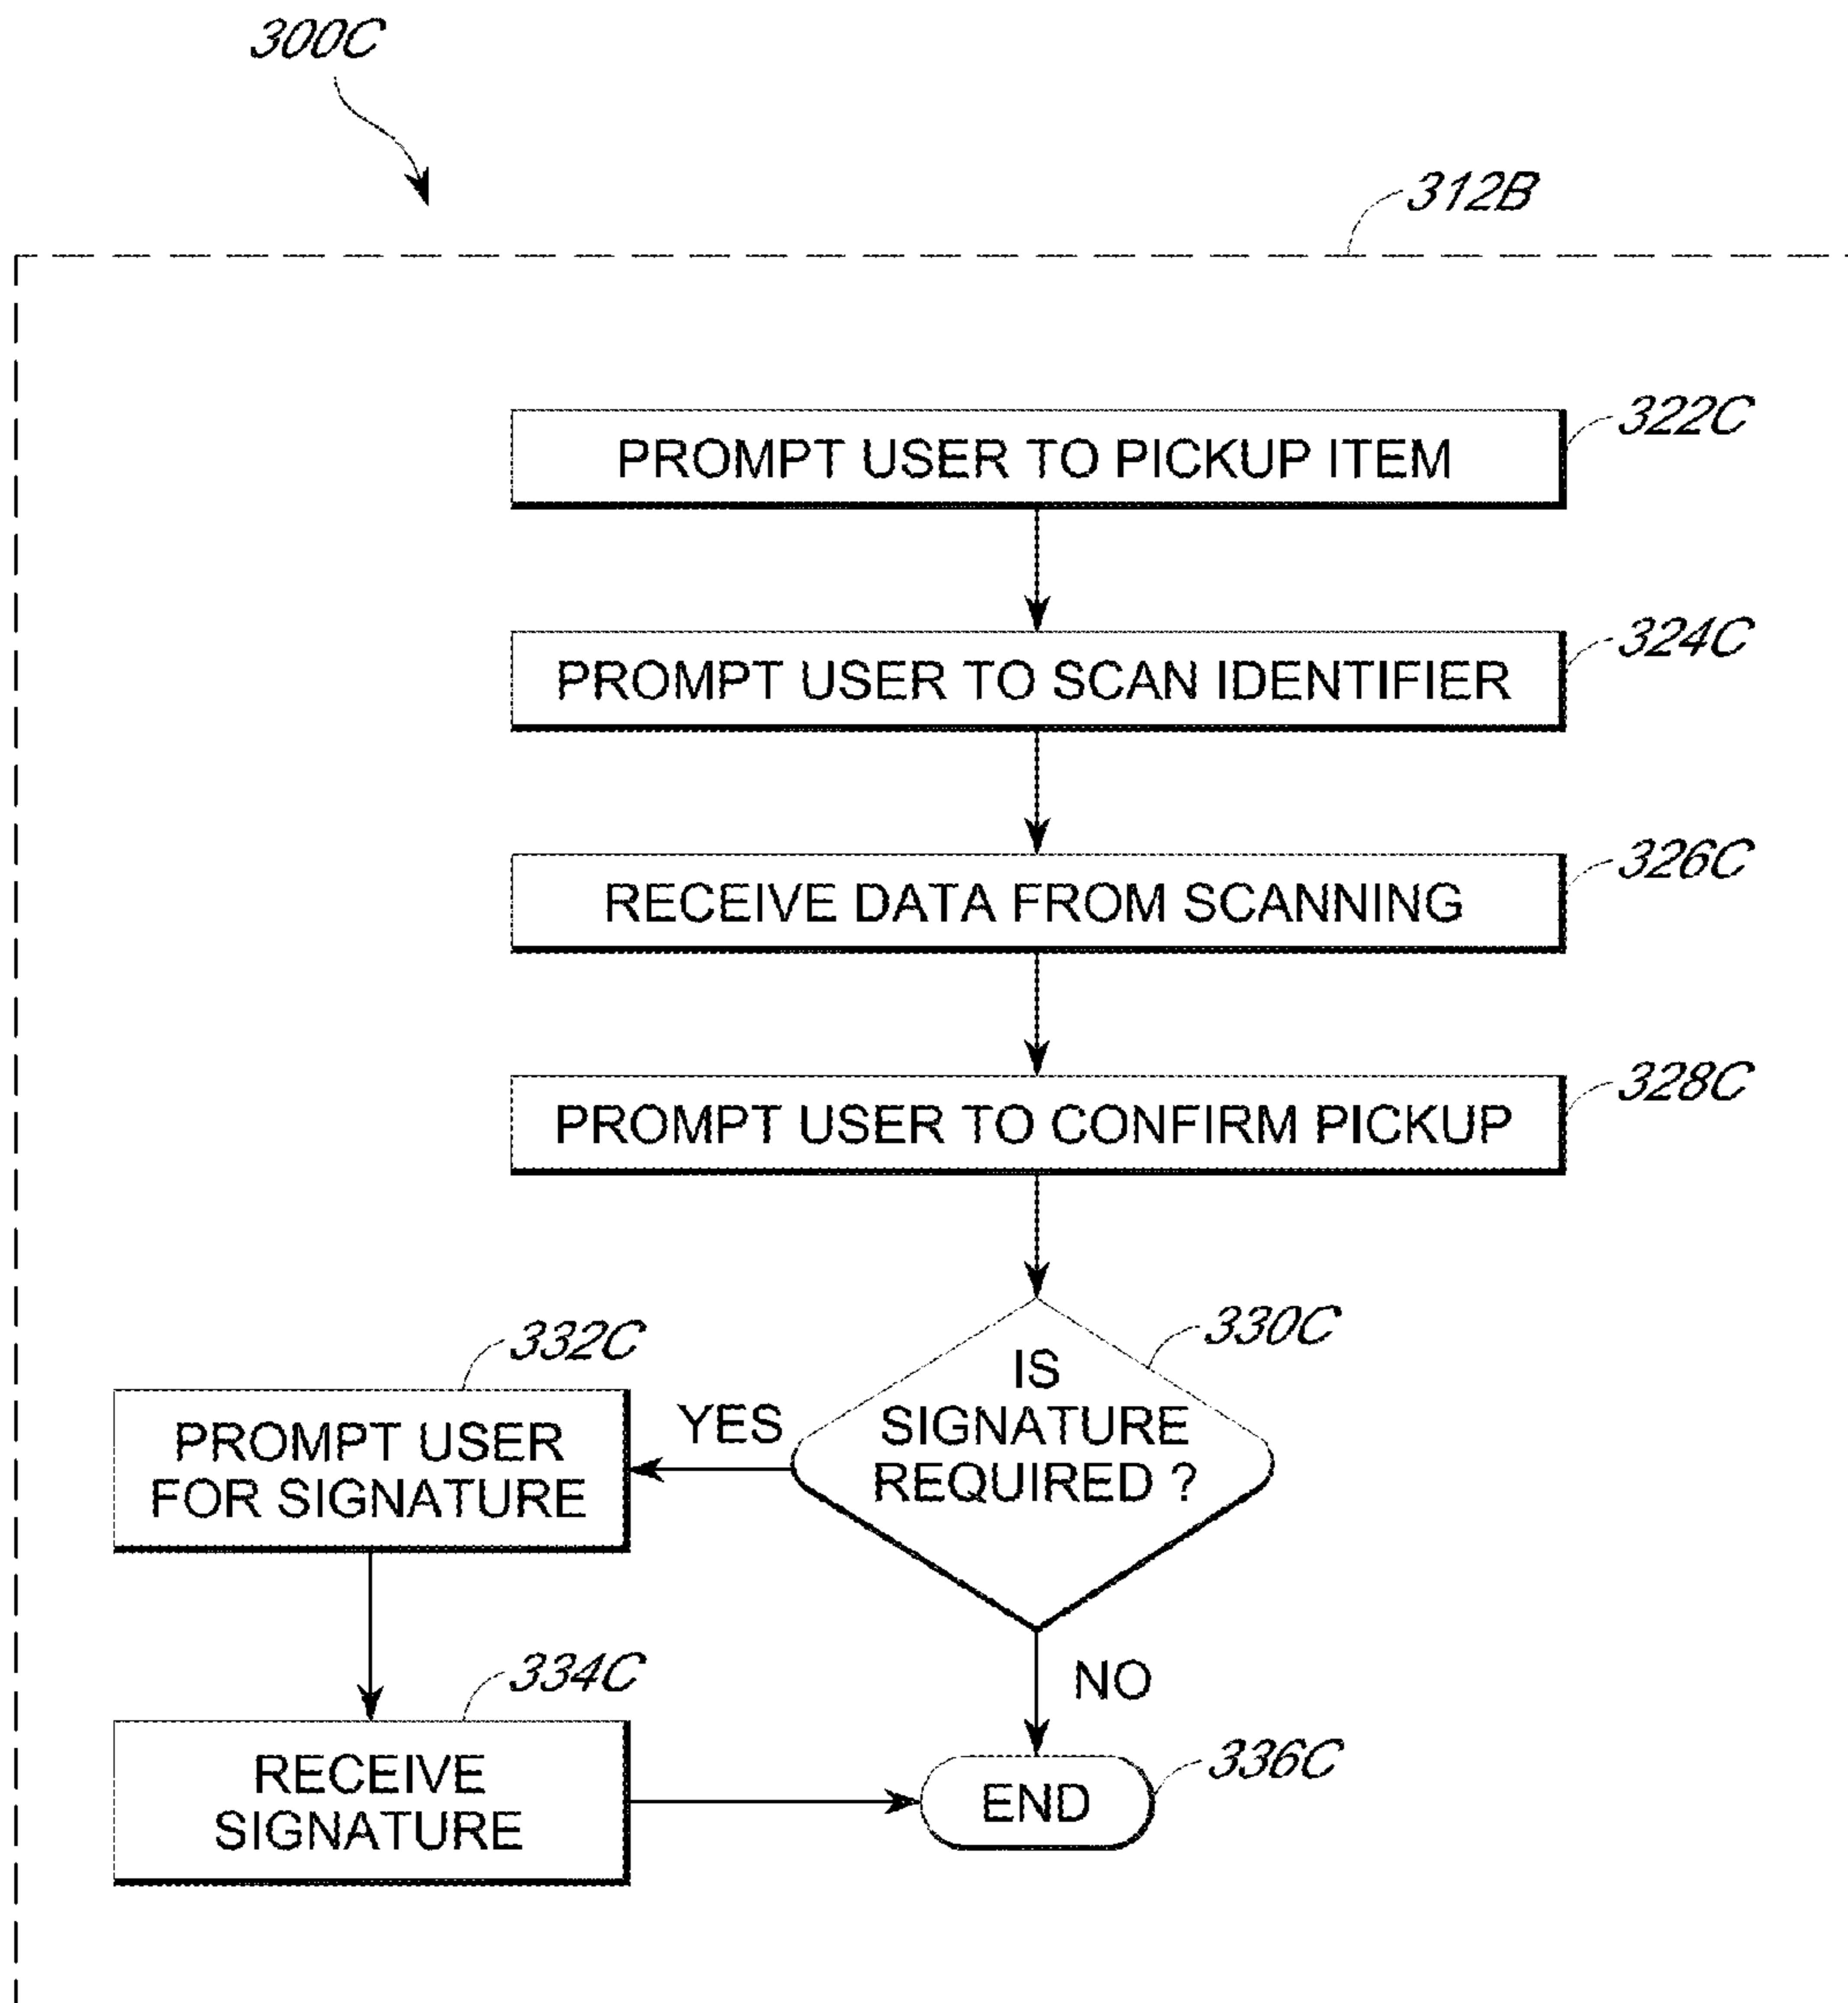 300C
312B
PROMPT USER TO PICKUP ITEM
322C
PROMPT USER TO SCAN IDENTIFIER
324C
RECEIVE DATA FROM SCANNING
326C
PROMPT USER TO CONFIRM PICKUP
328C
330C
IS
SIGNATURE
REQUIRED ?
YES
332C
PROMPT USER
FOR SIGNATURE
NO
334C
RECEIVE
SIGNATURE
336C
END